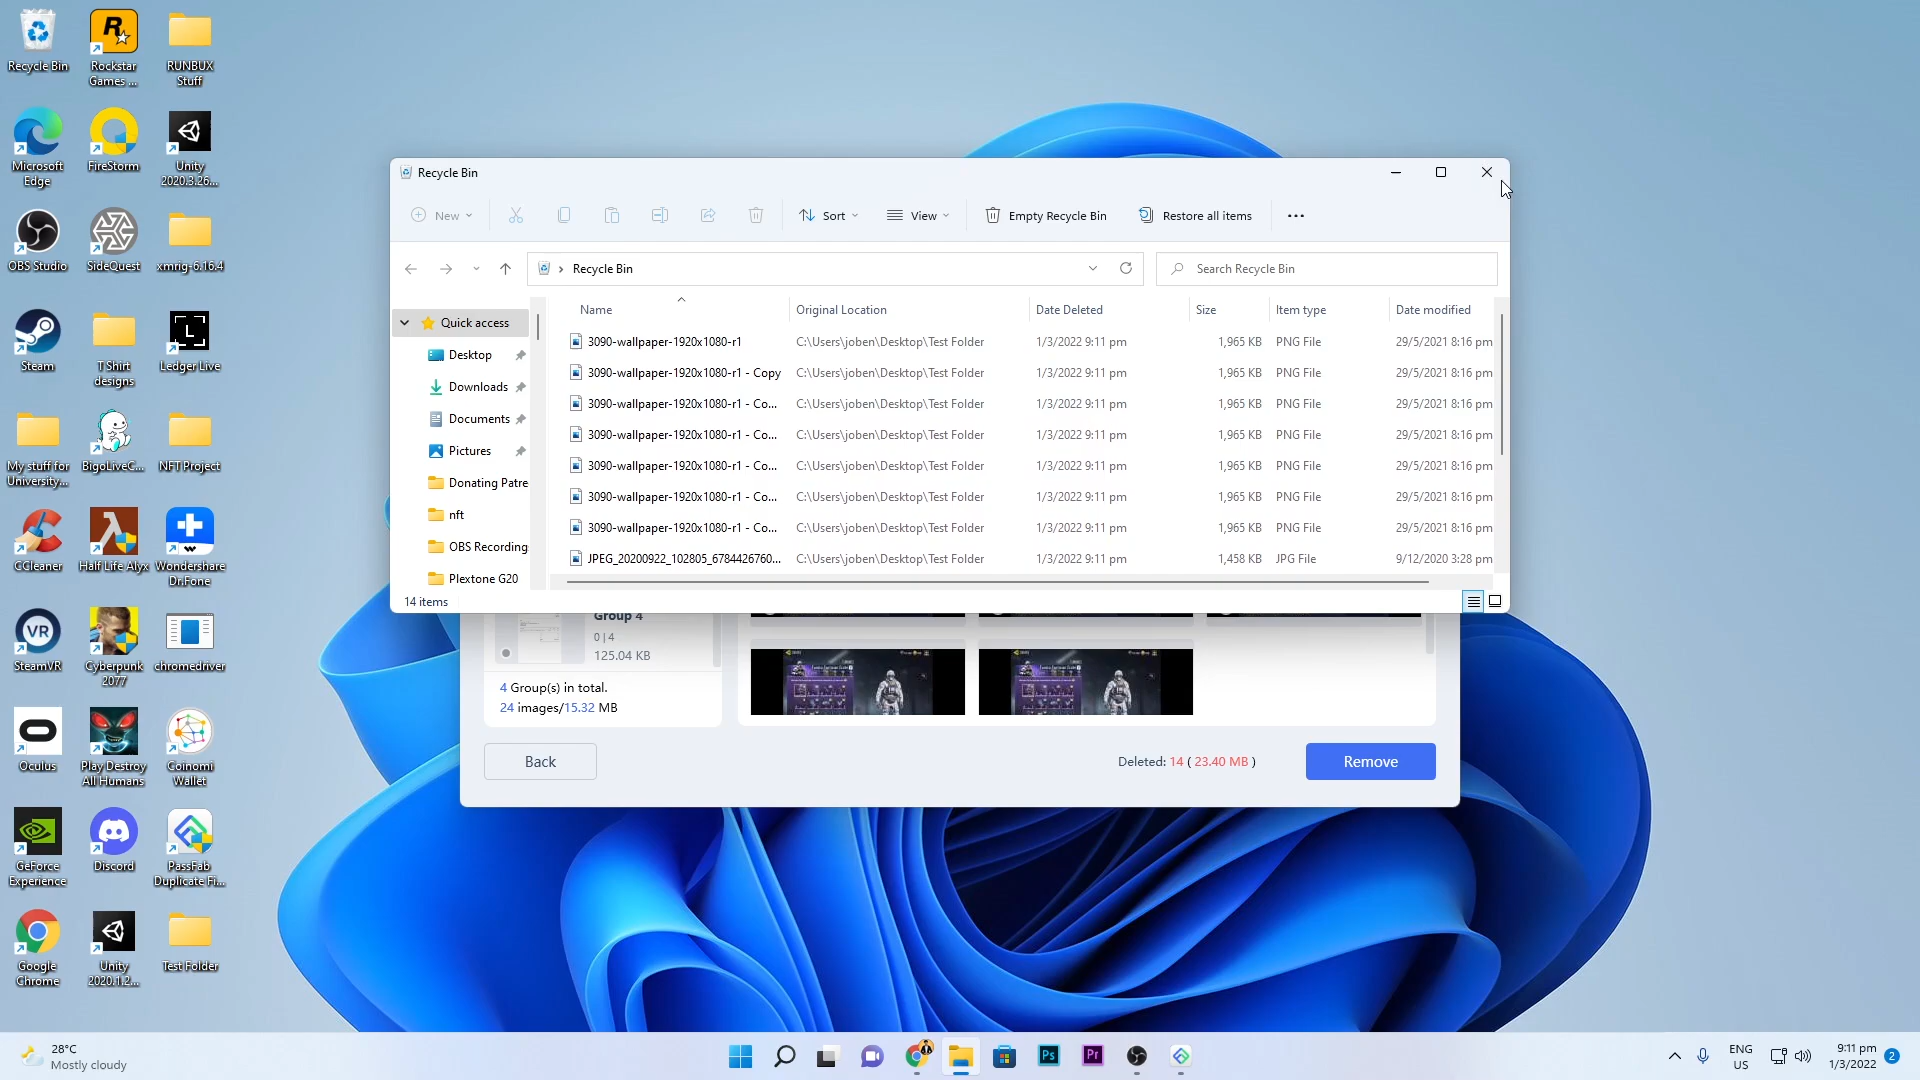 Recycle Bin
Rockstar
Games ...
RUNBUX
Stuff
Microsoft
Edge
FireStorm
Unity
2020.3.26...
OBS Studio
SideQuest
xmrig-6.16.4
Steam
T Shirt
designs
Ledger Live
My stuff for
University...
BigoLiveC...
NFT Project
CCleaner
Half Life Alyx
Wondershare
Dr.Fone
SteamVR
Cyberpunk
2077
chromedriver
Oculus
Play Destroy
All Humans
Coinomi
Wallet
GeForce
Experience
Discord
PassFab
Duplicate Fi...
Google
Chrome
Unity
2020.1.2...
Test Folder
Recycle Bin
New
Sort
View
Empty Recycle Bin
Restore all items
Recycle Bin
Search Recycle Bin
Quick access
Desktop
Downloads
Documents
Pictures
Donating Patre
nft
OBS Recording
Plextone G20
Name Original Location Date Deleted Size Item type Date modified
3090-wallpaper-1920x1080-r1 C:\Users\joben\Desktop\Test Folder 1/3/2022 9:11 pm 1,965 KB PNG File 29/5/2021 8:16 pm
3090-wallpaper-1920x1080-r1 - Copy C:\Users\joben\Desktop\Test Folder 1/3/2022 9:11 pm 1,965 KB PNG File 29/5/2021 8:16 pm
3090-wallpaper-1920x1080-r1 - Co... C:\Users\joben\Desktop\Test Folder 1/3/2022 9:11 pm 1,965 KB PNG File 29/5/2021 8:16 pm
3090-wallpaper-1920x1080-r1 - Co... C:\Users\joben\Desktop\Test Folder 1/3/2022 9:11 pm 1,965 KB PNG File 29/5/2021 8:16 pm
3090-wallpaper-1920x1080-r1 - Co... C:\Users\joben\Desktop\Test Folder 1/3/2022 9:11 pm 1,965 KB PNG File 29/5/2021 8:16 pm
3090-wallpaper-1920x1080-r1 - Co... C:\Users\joben\Desktop\Test Folder 1/3/2022 9:11 pm 1,965 KB PNG File 29/5/2021 8:16 pm
3090-wallpaper-1920x1080-r1 - Co... C:\Users\joben\Desktop\Test Folder 1/3/2022 9:11 pm 1,965 KB PNG File 29/5/2021 8:16 pm
JPEG_20200922_102805_6784426760... C:\Users\joben\Desktop\Test Folder 1/3/2022 9:11 pm 1,458 KB JPG File 9/12/2020 3:28 pm
14 items
Group 4
0 | 4
125.04 KB
4 Group(s) in total.
24 images/15.32 MB
Back
Deleted: 14 ( 23.40 MB )
Remove
28°C
Mostly cloudy
Ps
Pr
ENG
US
9:11 pm
1/3/2022
2